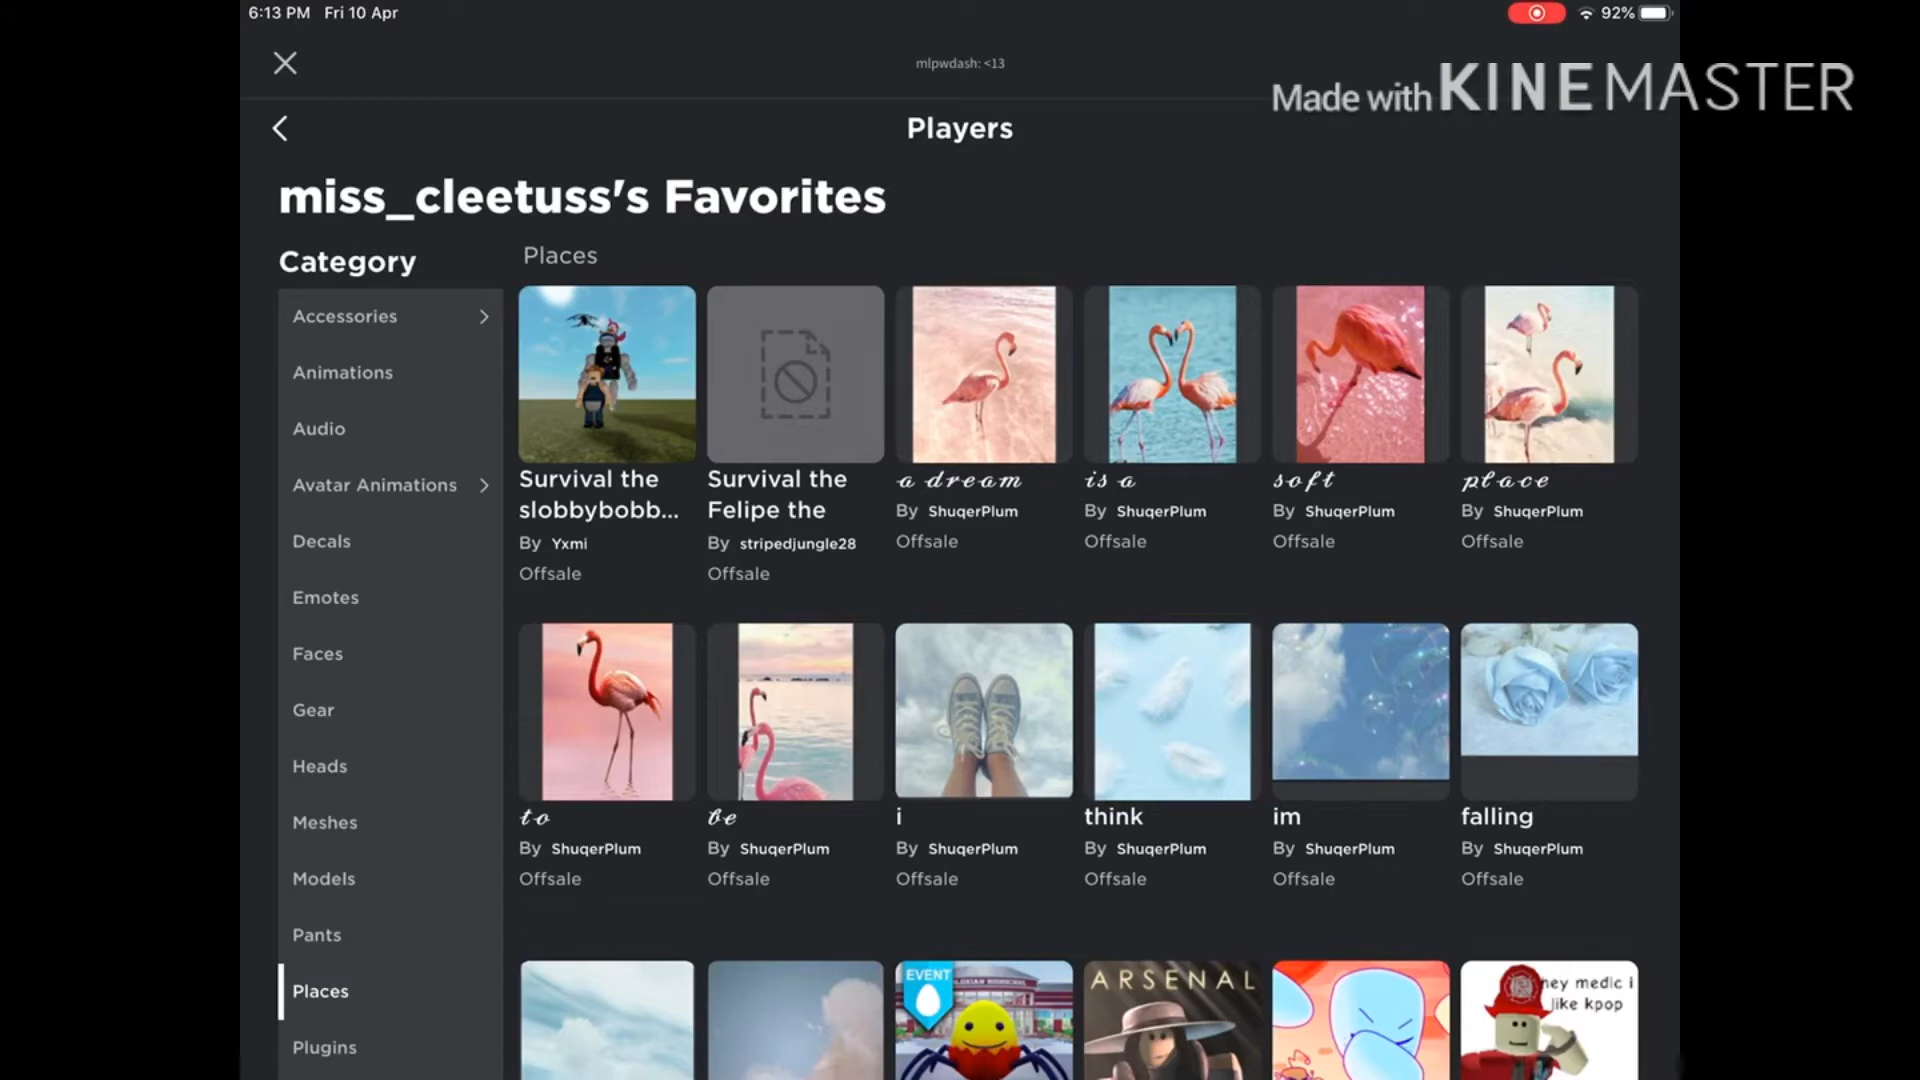 6:13 PM Fri 10 Apr
92%
mlpwdash: <13
Made with KINEMASTER
Players
miss_cleetuss's Favorites
Category
Places
Accessories
Animations
Audio
Avatar Animations
Decals
Emotes
Faces
Gear
Heads
Meshes
Models
Pants
Places
Plugins
Survival the
slobbybobb...
By Yxmi
Offsale
Survival the
Felipe the
By stripedjungle28
Offsale
a dream
By ShuqerPlum
Offsale
is a
By ShuqerPlum
Offsale
soft
By ShuqerPlum
Offsale
place
By ShuqerPlum
Offsale
to
By ShuqerPlum
Offsale
be
By ShuqerPlum
Offsale
i
By ShuqerPlum
Offsale
think
By ShuqerPlum
Offsale
im
By ShuqerPlum
Offsale
falling
By ShuqerPlum
Offsale
EVENT
ARSENAL
hey medic i
like kpop